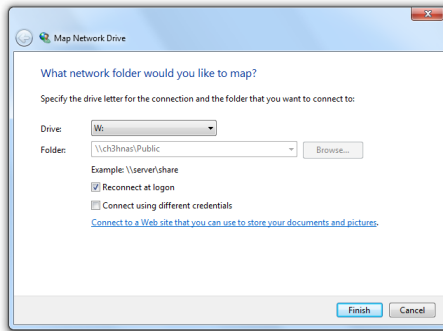 Map Network Drive
What network folder would you like to map?
Specify the drive letter for the connection and the folder that you want to connect to:
Drive: W:
Folder: \\ch3hnas\Public Browse...
Example: \\server\share
Reconnect at logon
Connect using different credentials
Connect to a Web site that you can use to store your documents and pictures.
Finish Cancel